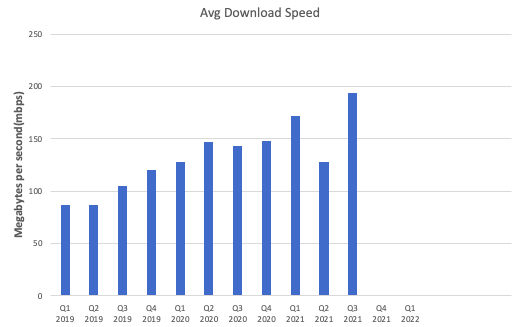 Avg Download Speed
Megabytes per second(mbps)
250
200
150
100
50
0
Q1 Q2 Q3 Q4 Q1 Q2 Q3 Q4 Q1 Q2 Q3 Q4 Q1
2019 2019 2019 2019 2020 2020 2020 2020 2021 2021 2021 2021 2022